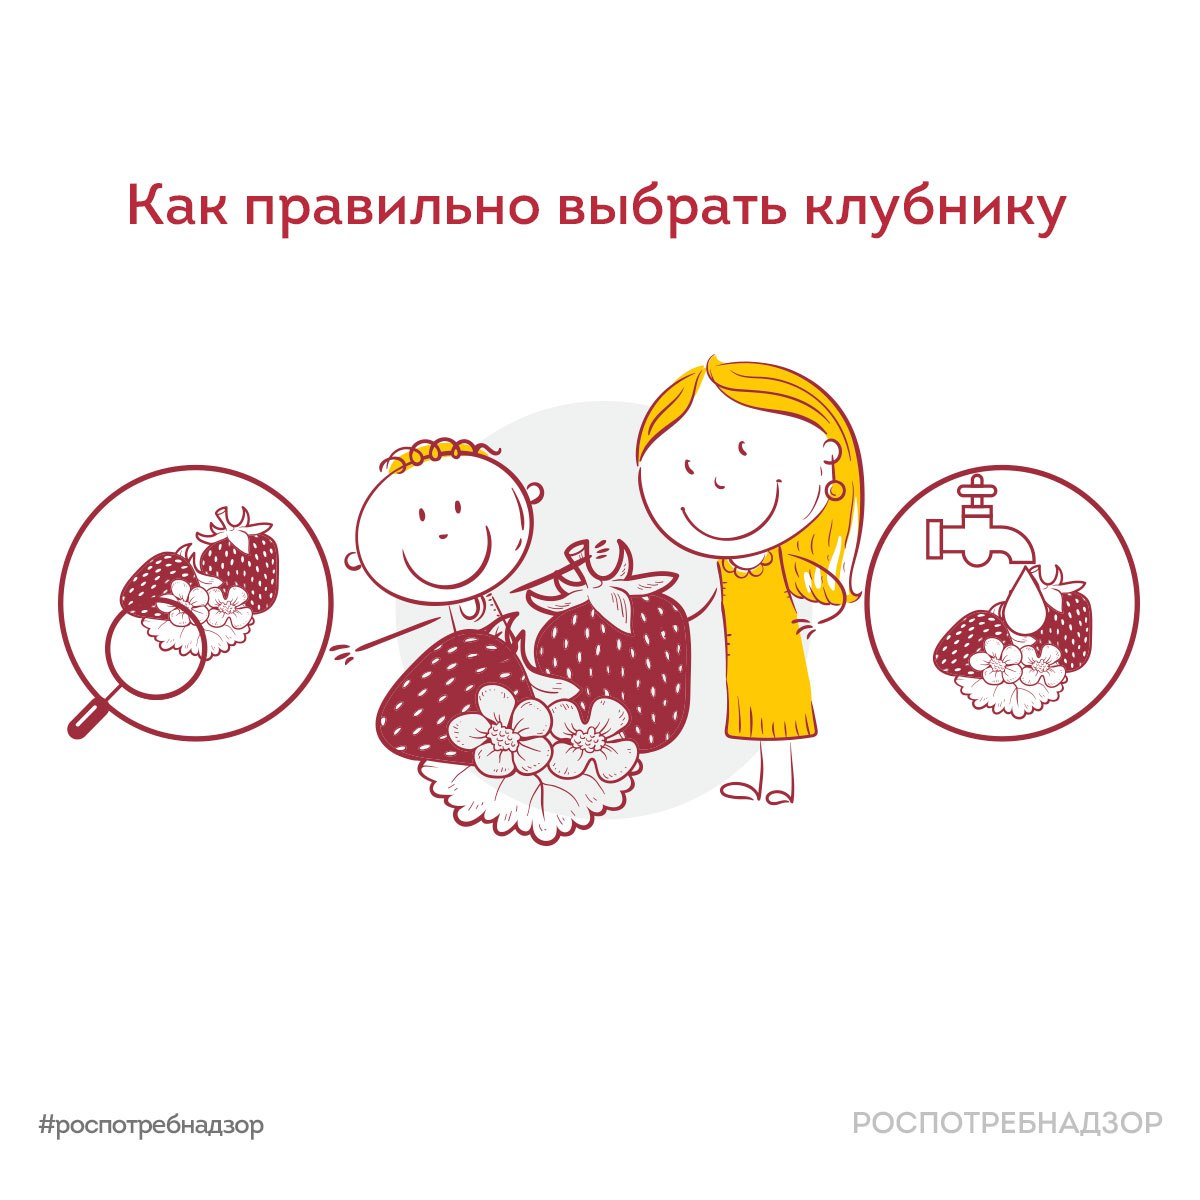 Как правильно выбрать клубнику
#роспотребнадзор
РОСПОТРЕБНАДЗОР